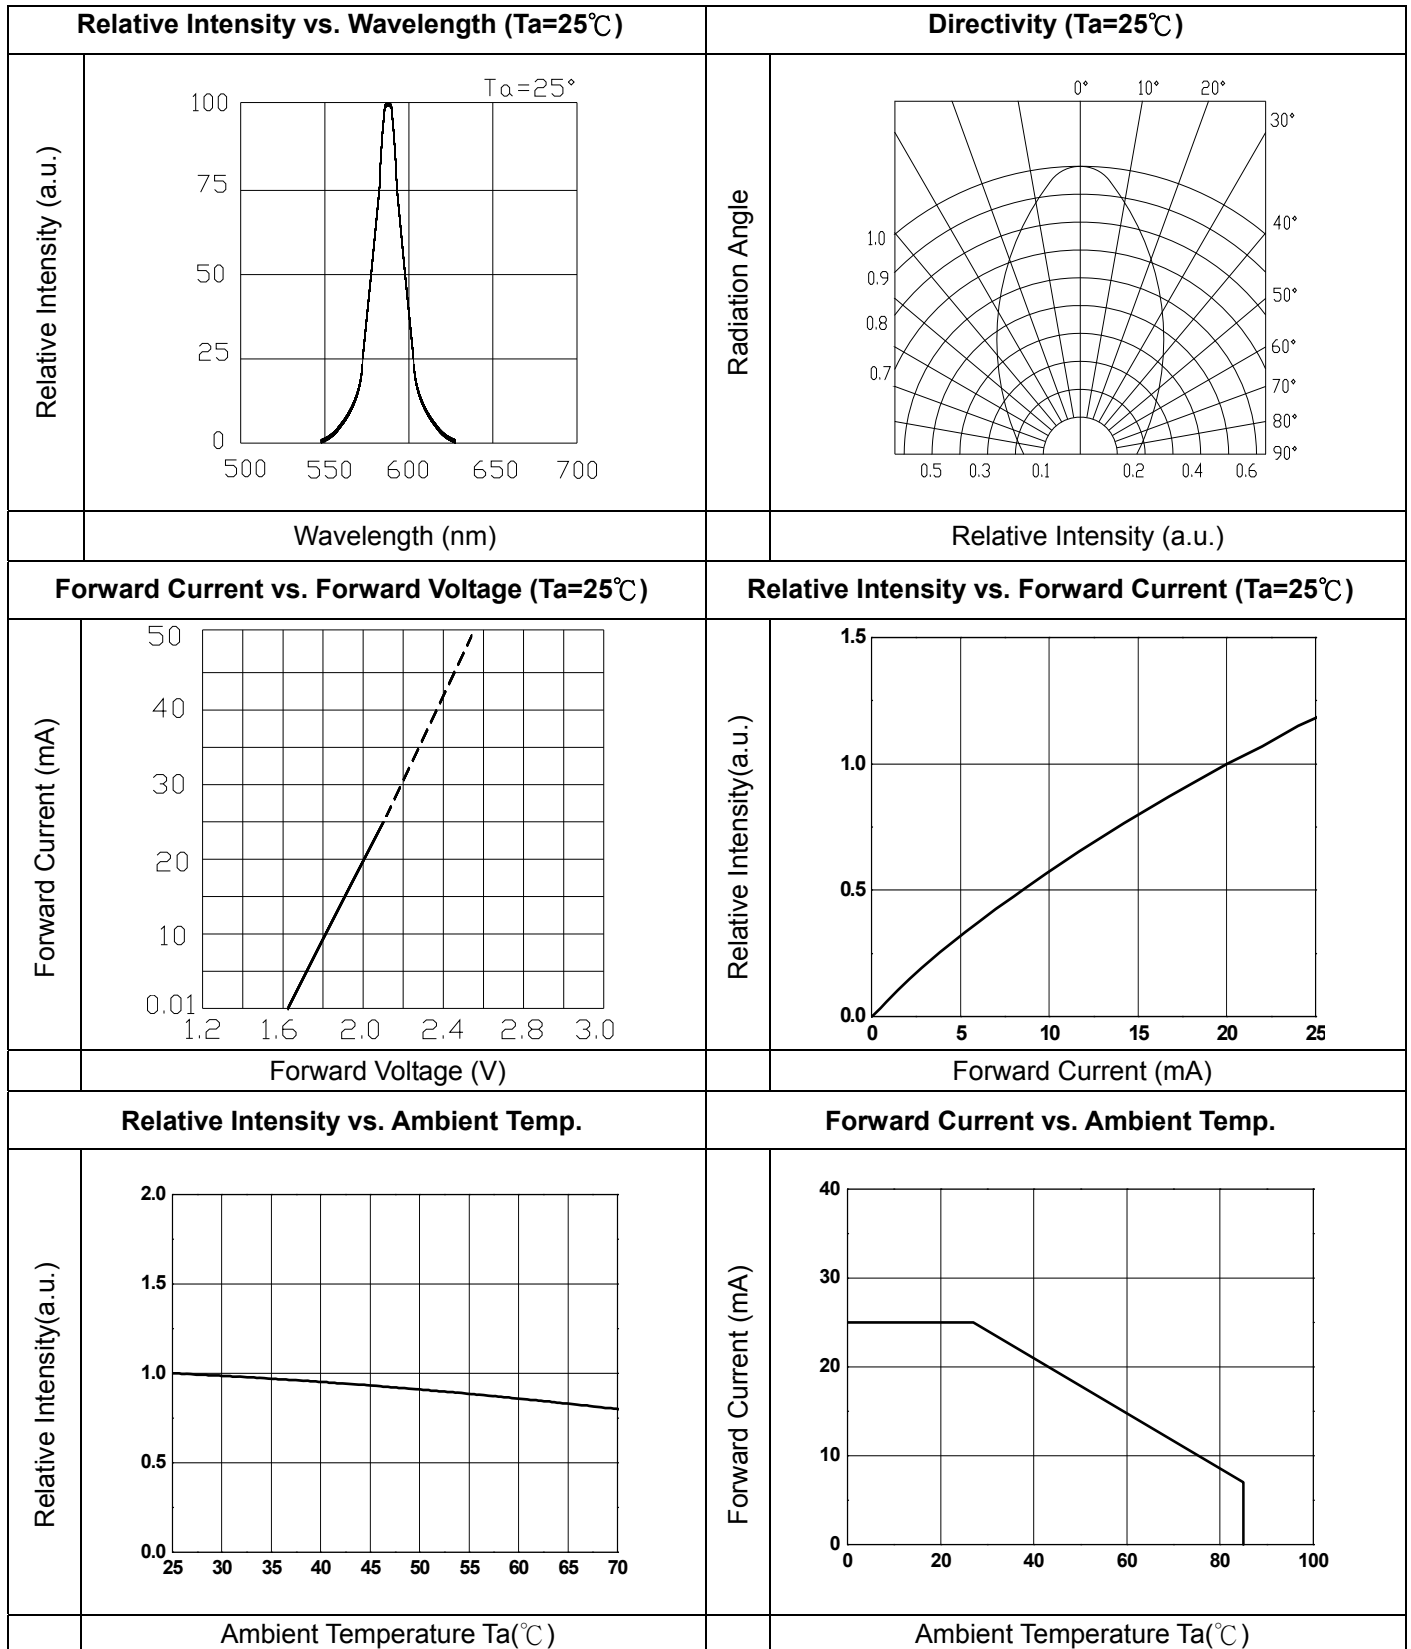 Relative Intensity vs. Wavelength (Ta=25℃)
Directivity (Ta=25℃)
Relative Intensity (a.u.)
Ta=25°
100
75
50
25
0
500 550 600 650 700
Wavelength (nm)
Radiation Angle
0° 10° 20°
30°
40°
50°
60°
70°
80°
90°
1.0
0.9
0.8
0.7
0.5 0.3 0.1 0.2 0.4 0.6
Relative Intensity (a.u.)
Forward Current vs. Forward Voltage (Ta=25℃)
Relative Intensity vs. Forward Current (Ta=25℃)
Forward Current (mA)
50
40
30
20
10
0.01
1.2 1.6 2.0 2.4 2.8 3.0
Forward Voltage (V)
Relative Intensity(a.u.)
1.5
1.0
0.5
0.0
0 5 10 15 20 25
Forward Current (mA)
Relative Intensity vs. Ambient Temp.
Forward Current vs. Ambient Temp.
Relative Intensity(a.u.)
2.0
1.5
1.0
0.5
0.0
25 30 35 40 45 50 55 60 65 70
Ambient Temperature Ta(℃)
Forward Current (mA)
40
30
20
10
0
0 20 40 60 80 100
Ambient Temperature Ta(℃)